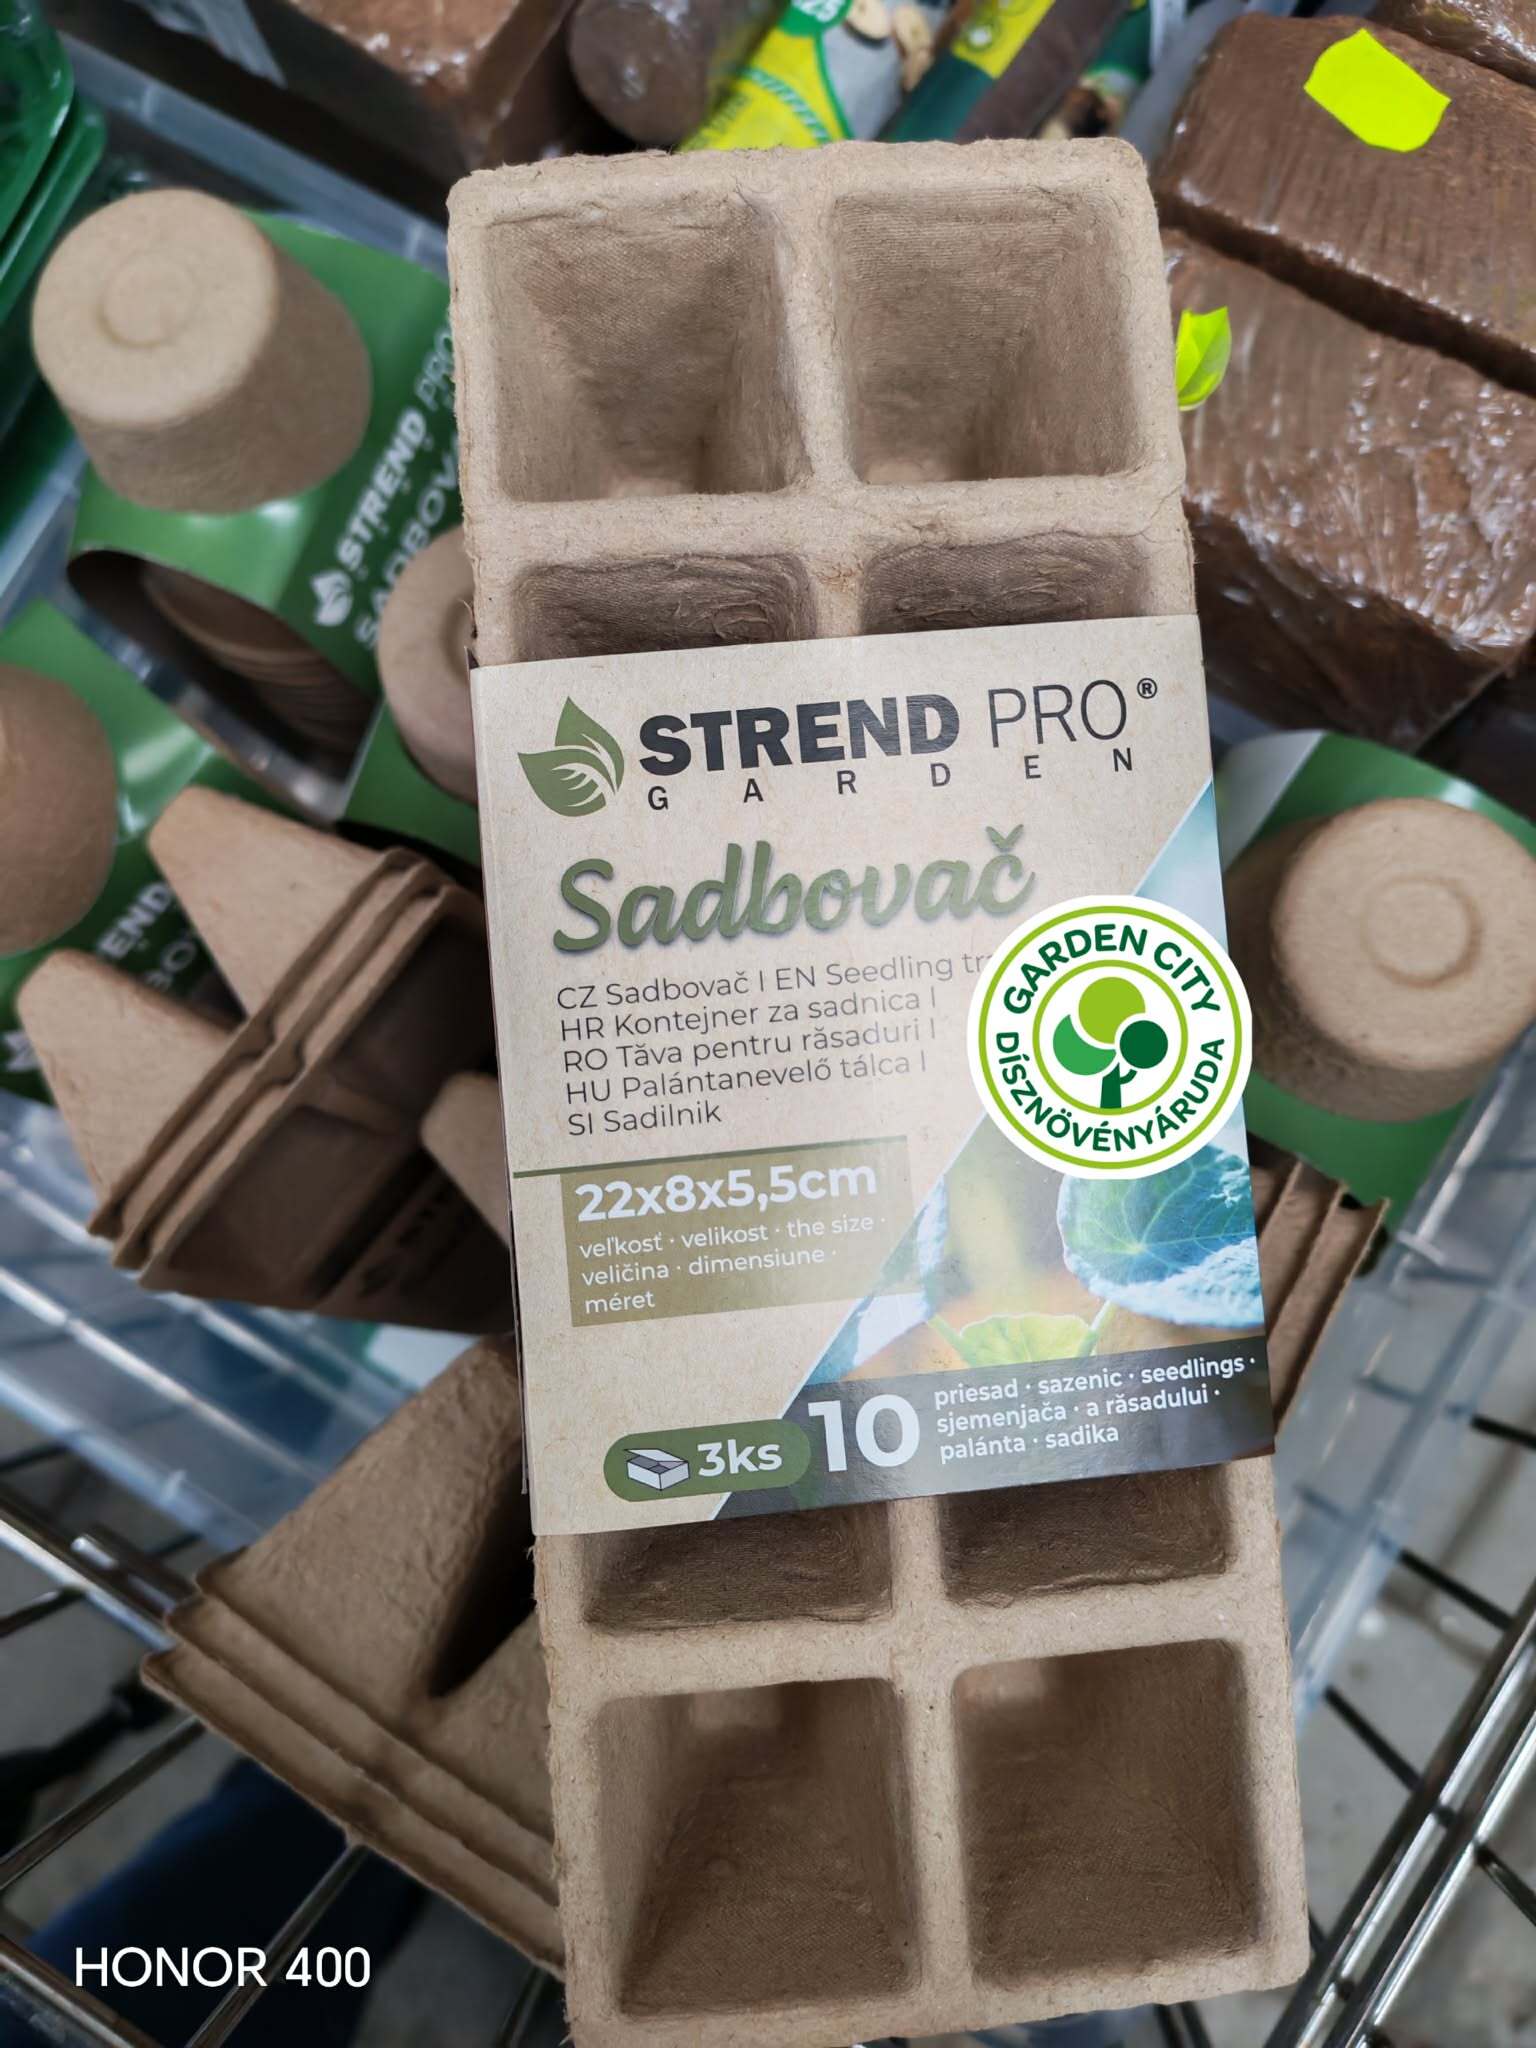 STREND PRO®
GARDEN
Sadbovač
CZ Sadbovač | EN Seedling
HR Kontejner za sadnica |
RO Tăva pentru răsaduri |
HU Palántanevelő tálca |
SI Sadilnik
GARDEN CITY
DÍSZNÖVÉNYÁRUDA
22x8x5,5cm
veľkosť · velikost · the size ·
veličina · dimensiune ·
méret
3ks
10
priesad · sazenic · seedlings ·
sjemenjača · a răsadului ·
palánta · sadika
STREND PRO
HONOR 400